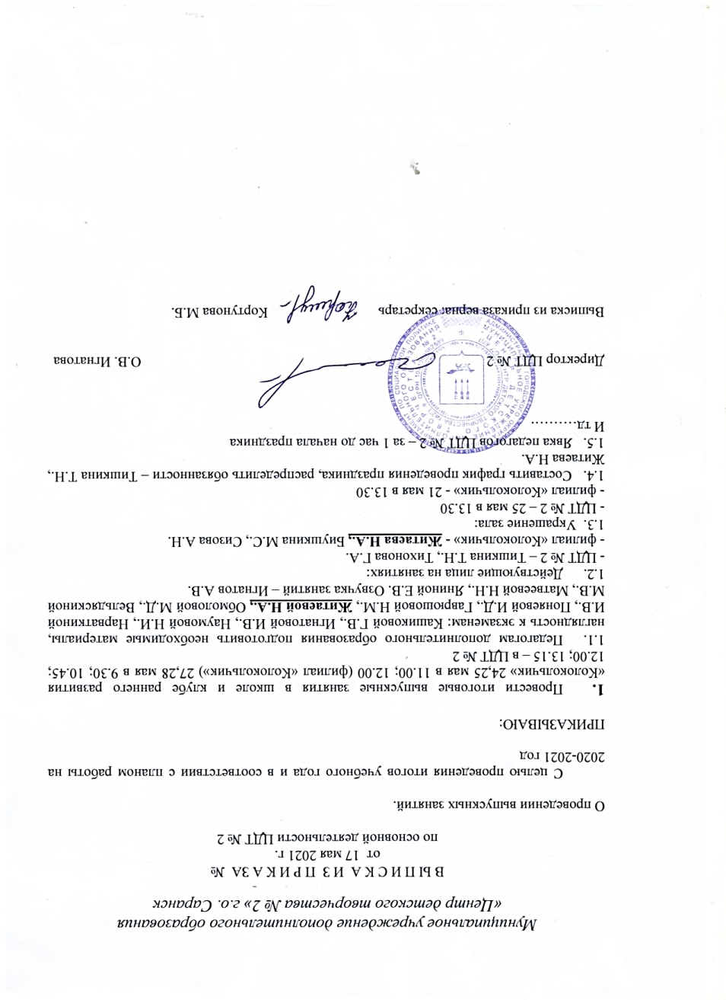 Муниципальное учреждение дополнительного образования
«Центр детского творчества № 2» г.о. Саранск
В Ы П И С К А  И З  П Р И К А З А  №
от 17 мая 2021 г.
по основной деятельности ЦДТ № 2
О проведении выпускных занятий.
С целью проведения итогов учебного года и в соответствии с планом работы на
2020-2021 год
ПРИКАЗЫВАЮ:
1. Провести итоговые выпускные занятия в школе и клубе раннего развития
«Колокольчик» 24,25 мая в 11.00; 12.00 (филиал «Колокольчик») 27,28 мая в 9.30; 10.45;
12.00; 13.15 – в ЦДТ № 2
1.1. Педагогам дополнительного образования подготовить необходимые материалы,
наглядность к экзаменам: Кашиковой Г.В., Игнатовой И.В., Наумовой Н.И., Нарваткиной
И.В., Понявой И.Д., Гаврюшовой Н.М., Житаевой Н.А., Обмоловой М.Д., Вельдяскиной
М.В., Матвеевой Н.Н., Яниной Е.В. Озвучка занятий – Игнатов А.В.
1.2. Действующие лица на занятиях:
- ЦДТ № 2 – Тишкина Т.Н., Тихонова Г.А.
- филиал «Колокольчик» - Житаева Н.А., Биушкина М.С., Сизова А.Н.
1.3. Украшение зала:
- ЦДТ № 2 – 25 мая в 13.30
- филиал «Колокольчик» - 21 мая в 13.30
1.4. Составить график проведения праздника, распределить обязанности – Тишкина Т.Н.,
Житаева Н.А.
1.5. Явка педагогов ЦДТ № 2 – за 1 час до начала праздника
И тд……….
Директор ЦДТ № 2 О.В. Игнатова
Выписка из приказа верна: секретарь Кортунова М.Б.